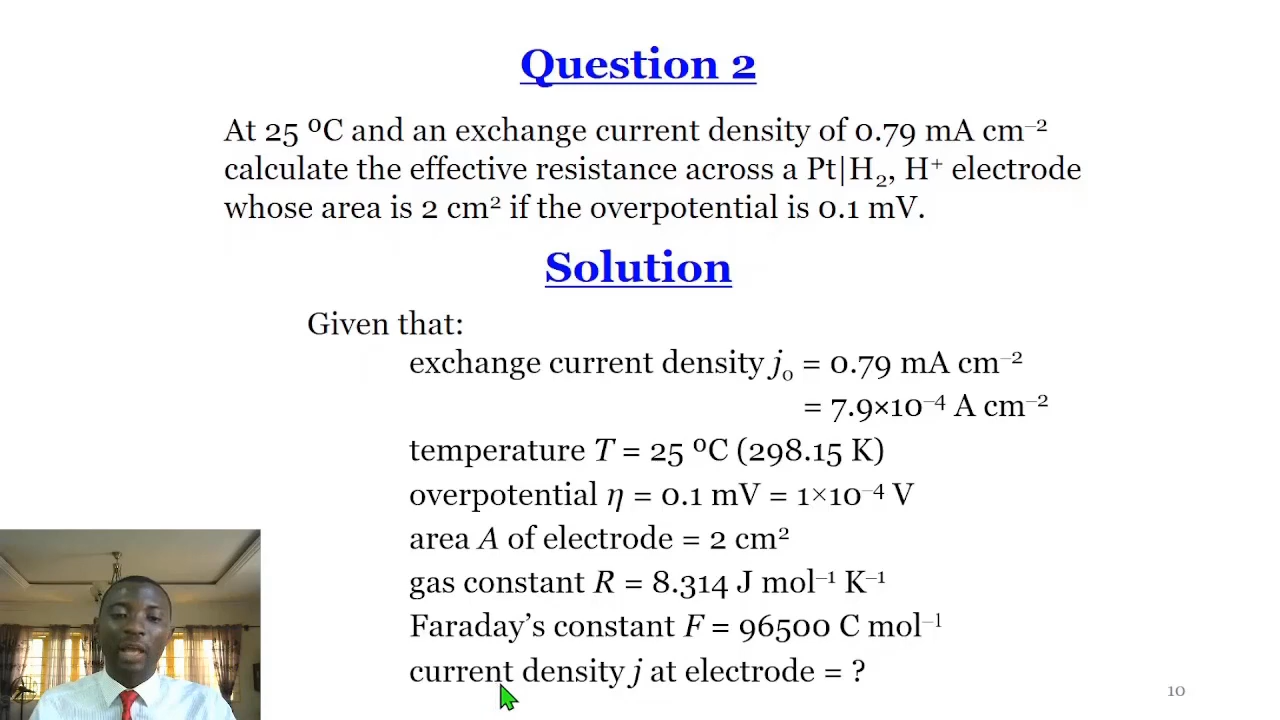 Question 2
At 25 ⁰C and an exchange current density of 0.79 mA cm⁻²
calculate the effective resistance across a Pt|H₂, H⁺ electrode
whose area is 2 cm² if the overpotential is 0.1 mV.
Solution
Given that:
exchange current density j₀ = 0.79 mA cm⁻²
= 7.9×10⁻⁴ A cm⁻²
temperature T = 25 ⁰C (298.15 K)
overpotential η = 0.1 mV = 1×10⁻⁴ V
area A of electrode = 2 cm²
gas constant R = 8.314 J mol⁻¹ K⁻¹
Faraday’s constant F = 96500 C mol⁻¹
current density j at electrode = ?
10